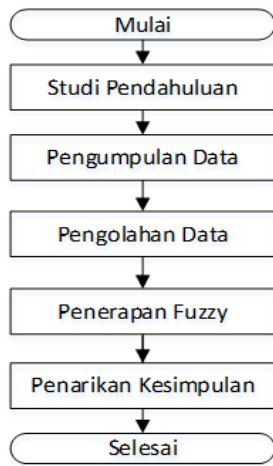 Mulai
Studi Pendahuluan
Pengumpulan Data
Pengolahan Data
Penerapan Fuzzy
Penarikan Kesimpulan
Selesai